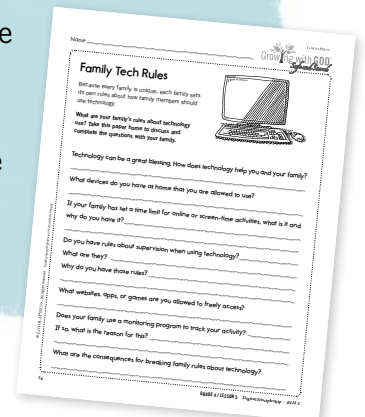 e
e
Name
LOYOLA PRESS.
Growing with GOD
Family Tech Rules
Because every family is unique, each family sets
its own rules about how family members should
use technology.
What are your family's rules about technology
use? Take this paper home to discuss and
complete the questions with your family.
Technology can be a great blessing. How does technology help you and your family?
What devices do you have at home that you are allowed to use?
If your family has set a time limit for online or screen-time activities, what is it and
why do you have it?
Do you have rules about supervision when using technology?
What are they?
Why do you have those rules?
What websites, apps, or games are you allowed to freely access?
Does your family use a monitoring program to track your activity?
If so, what is the reason for this?
What are the consequences for breaking family rules about technology?
GRADE 6 / LESSON 2